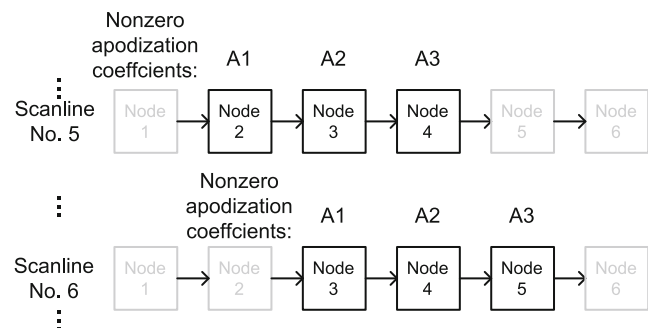 Nonzero
apodization
coeffcients:
A1 A2 A3
Scanline
No. 5
Node
1
Node
2
Node
3
Node
4
Node
5
Node
6
Nonzero
apodization
coeffcients:
A1 A2 A3
Scanline
No. 6
Node
1
Node
2
Node
3
Node
4
Node
5
Node
6